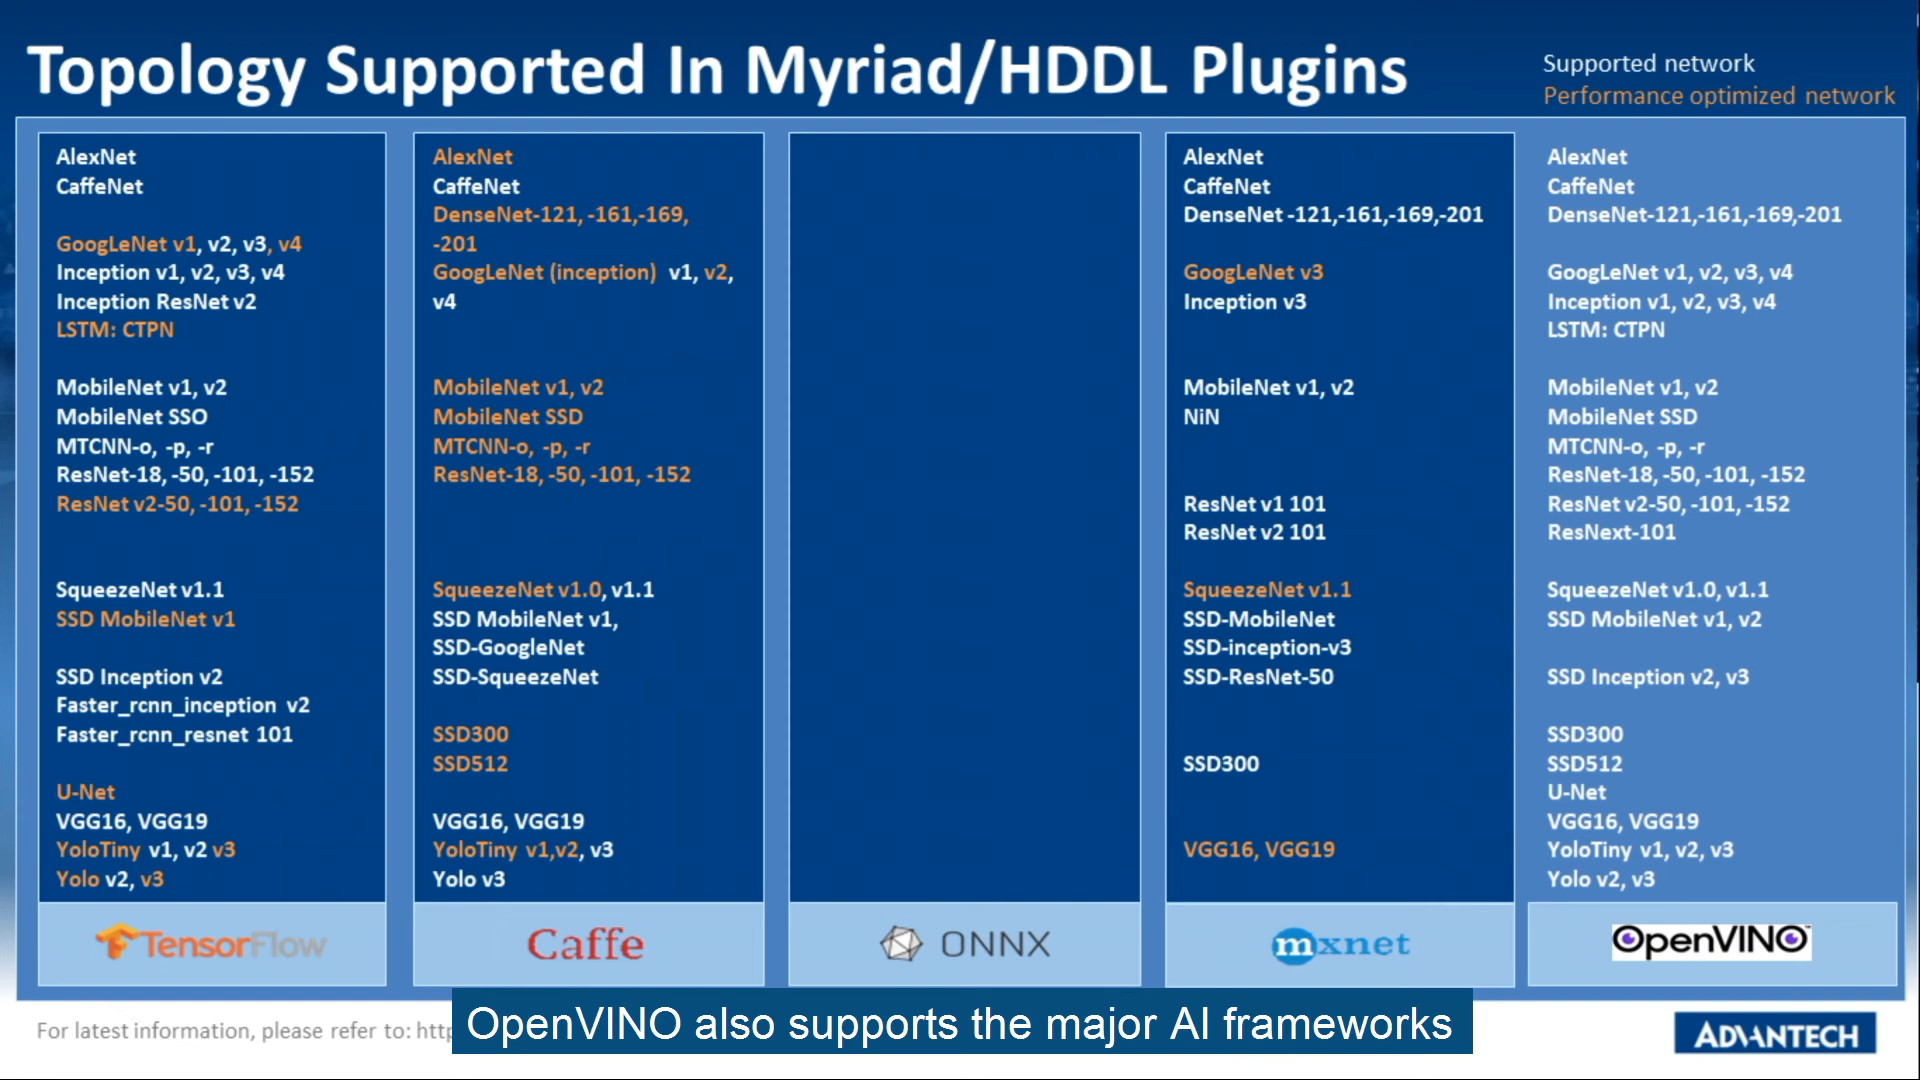 Topology Supported In Myriad/HDDL Plugins
Supported network
Performance optimized network
AlexNet
CaffeNet
GoogLeNet v1, v2, v3, v4
Inception v1, v2, v3, v4
Inception ResNet v2
LSTM: CTPN
MobileNet v1, v2
MobileNet SSO
MTCNN-o, -p, -r
ResNet-18, -50, -101, -152
ResNet v2-50, -101, -152
SqueezeNet v1.1
SSD MobileNet v1
SSD Inception v2
Faster_rcnn_inception v2
Faster_rcnn_resnet 101
U-Net
VGG16, VGG19
YoloTiny v1, v2 v3
Yolo v2, v3
TensorFlow
AlexNet
CaffeNet
DenseNet-121, -161,-169,
-201
GoogLeNet (inception) v1, v2,
v4
MobileNet v1, v2
MobileNet SSD
MTCNN-o, -p, -r
ResNet-18, -50, -101, -152
SqueezeNet v1.0, v1.1
SSD MobileNet v1,
SSD-GoogleNet
SSD-SqueezeNet
SSD300
SSD512
VGG16, VGG19
YoloTiny v1,v2, v3
Yolo v3
Caffe
ONNX
AlexNet
CaffeNet
DenseNet -121,-161,-169,-201
GoogLeNet v3
Inception v3
MobileNet v1, v2
NiN
ResNet v1 101
ResNet v2 101
SqueezeNet v1.1
SSD-MobileNet
SSD-inception-v3
SSD-ResNet-50
SSD300
VGG16, VGG19
mxnet
AlexNet
CaffeNet
DenseNet-121,-161,-169,-201
GoogLeNet v1, v2, v3, v4
Inception v1, v2, v3, v4
LSTM: CTPN
MobileNet v1, v2
MobileNet SSD
MTCNN-o, -p, -r
ResNet-18, -50, -101, -152
ResNet v2-50, -101, -152
ResNext-101
SqueezeNet v1.0, v1.1
SSD MobileNet v1, v2
SSD Inception v2, v3
SSD300
SSD512
U-Net
VGG16, VGG19
YoloTiny v1, v2, v3
Yolo v2, v3
OpenVINO
For latest information, please refer to:
OpenVINO also supports the major AI frameworks
ADVANTECH